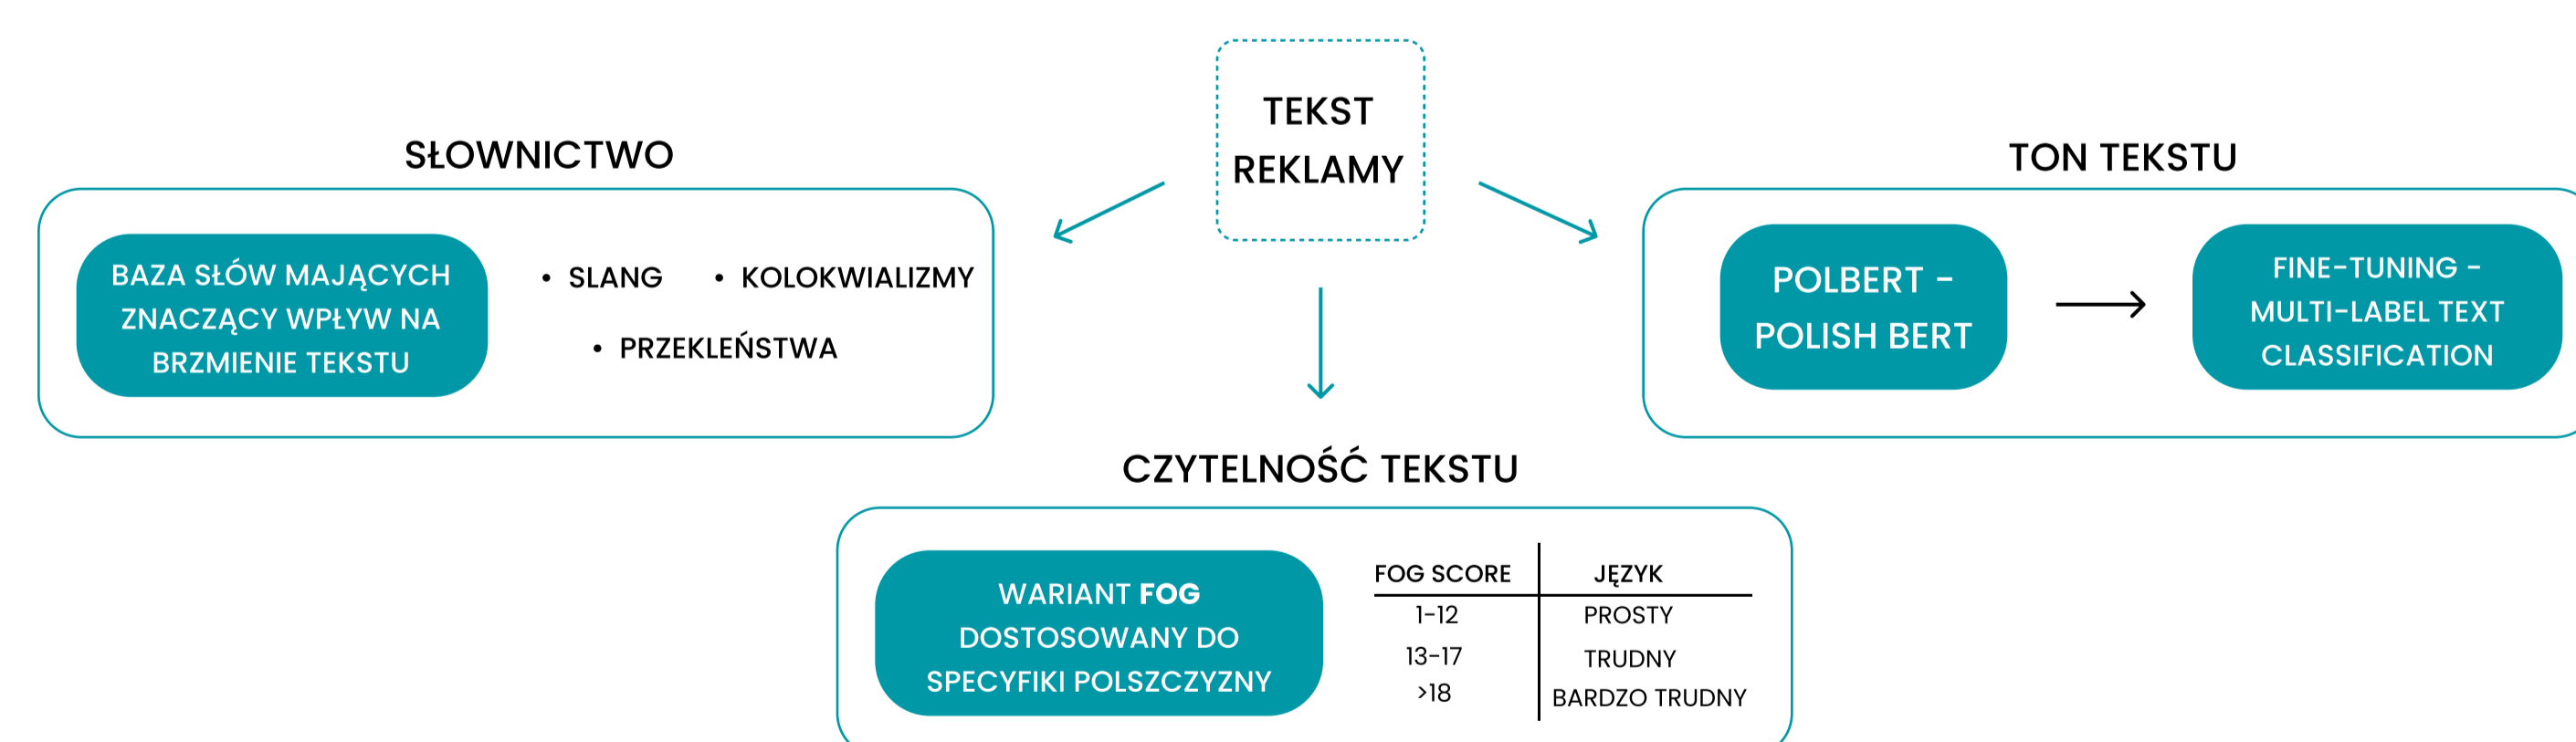 TEKST
REKLAMY
SŁOWNICTWO
BAZA SŁÓW MAJĄCYCH
ZNACZĄCY WPŁYW NA
BRZMIENIE TEKSTU
• SLANG • KOLOKWIALIZMY
• PRZEKLEŃSTWA
TON TEKSTU
POLBERT -
POLISH BERT
FINE-TUNING -
MULTI-LABEL TEXT
CLASSIFICATION
CZYTELNOŚĆ TEKSTU
WARIANT FOG
DOSTOSOWANY DO
SPECYFIKI POLSZCZYZNY
FOG SCORE JĘZYK
1-12 PROSTY
13-17 TRUDNY
>18 BARDZO TRUDNY